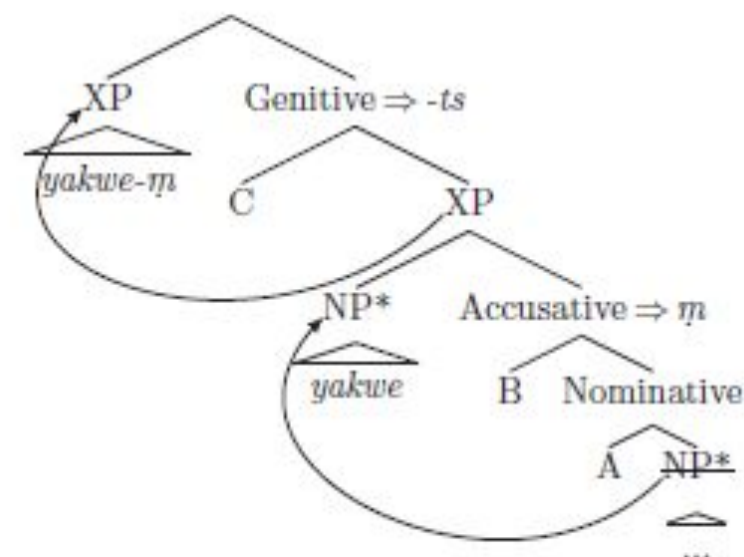 XP Genitive ⇒ -ts
yakwe-m̥
C XP
NP* Accusative ⇒ m̥
yakwe B Nominative
A NP*
...